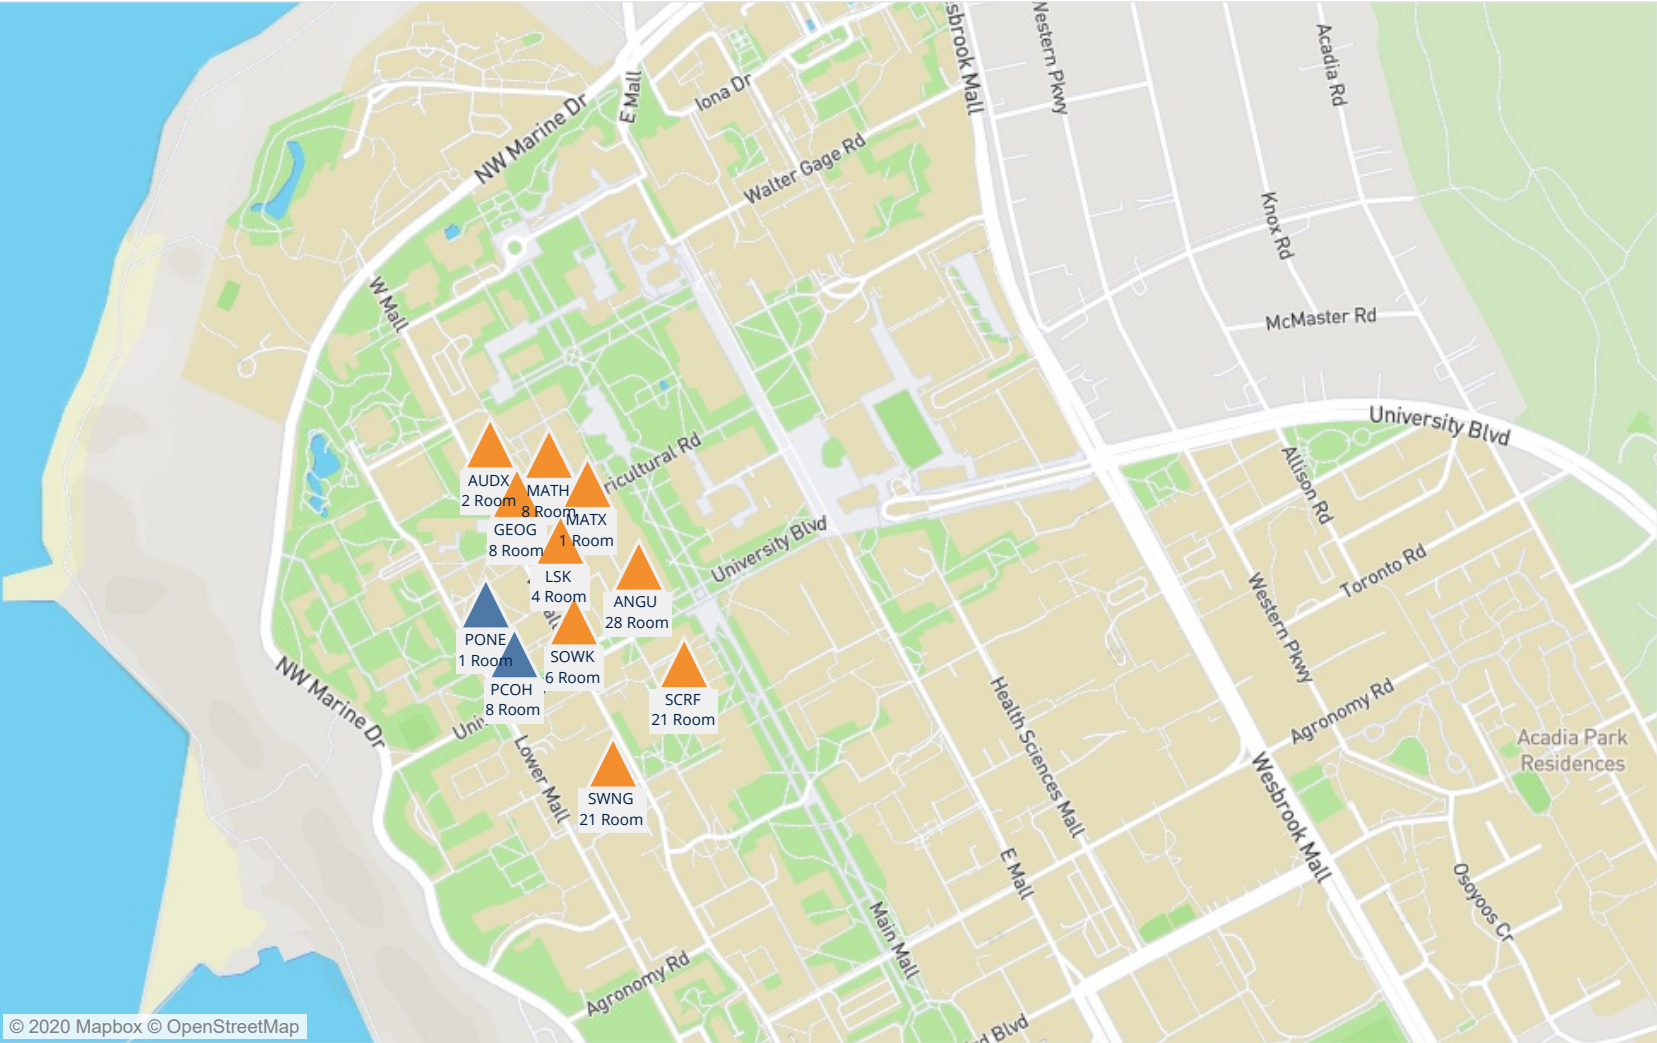 sbrook Mall
Western Pkwy
Acadia Rd
E Mall
Iona Dr
NW Marine Dr
Walter Gage Rd
Knox Rd
W Mall
McMaster Rd
University Blvd
ricultural Rd
Allison Rd
AUDX
2 Room
MATH
8 Room
MATX
1 Room
GEOG
8 Room
University Blvd
LSK
4 Room
ANGU
28 Room
Toronto Rd
Western Pkwy
all
PONE
1 Room
SOWK
6 Room
PCOH
8 Room
SCRF
21 Room
NW Marine Dr
Univ
Lower Mall
Health Sciences Mall
Agronomy Rd
Acadia Park
Residences
SWNG
21 Room
Wesbrook Mall
E Mall
Osoyoos Cr
Main Mall
Agronomy Rd
rd Blvd
© 2020 Mapbox © OpenStreetMap